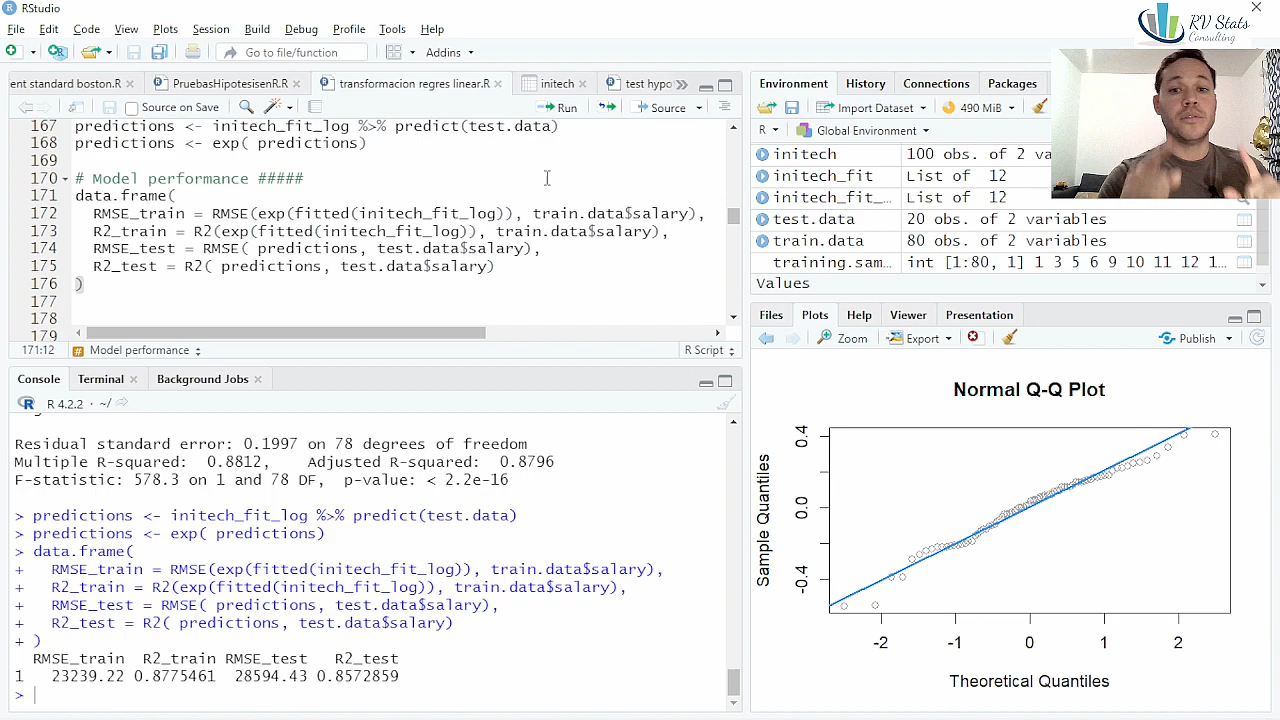 RStudio
RV Stats
Consulting
File Edit Code View Plots Session Build Debug Profile Tools Help
Go to file/function Addins
ent standard boston.R PruebasHipotesisenR.R transformacion regres linear.R initech test hypo
Source on Save Run Source
167 predictions <- initech_fit_log %>% predict(test.data)
168 predictions <- exp( predictions)
169
170 # Model performance #####
171 data.frame(
172 RMSE_train = RMSE(exp(fitted(initech_fit_log)), train.data$salary),
173 R2_train = R2(exp(fitted(initech_fit_log)), train.data$salary),
174 RMSE_test = RMSE( predictions, test.data$salary),
175 R2_test = R2( predictions, test.data$salary)
176 )
177
178
179
171:12 # Model performance R Script
Console Terminal Background Jobs
R 4.2.2 · ~/
Residual standard error: 0.1997 on 78 degrees of freedom
Multiple R-squared: 0.8812, Adjusted R-squared: 0.8796
F-statistic: 578.3 on 1 and 78 DF, p-value: < 2.2e-16
> predictions <- initech_fit_log %>% predict(test.data)
> predictions <- exp( predictions)
> data.frame(
+ RMSE_train = RMSE(exp(fitted(initech_fit_log)), train.data$salary),
+ R2_train = R2(exp(fitted(initech_fit_log)), train.data$salary),
+ RMSE_test = RMSE( predictions, test.data$salary),
+ R2_test = R2( predictions, test.data$salary)
+ )
RMSE_train R2_train RMSE_test R2_test
1 23239.22 0.8775461 28594.43 0.8572859
>
Environment History Connections Packages
Import Dataset 490 MiB
R Global Environment
initech 100 obs. of 2 va
initech_fit List of 12
initech_fit_... List of 12
test.data 20 obs. of 2 variables
train.data 80 obs. of 2 variables
training.sam... int [1:80, 1] 1 3 5 6 9 10 11 12 1...
Values
Files Plots Help Viewer Presentation
Zoom Export Publish
Normal Q-Q Plot
Sample Quantiles
0.4
0.0
-0.4
-2 -1 0 1 2
Theoretical Quantiles